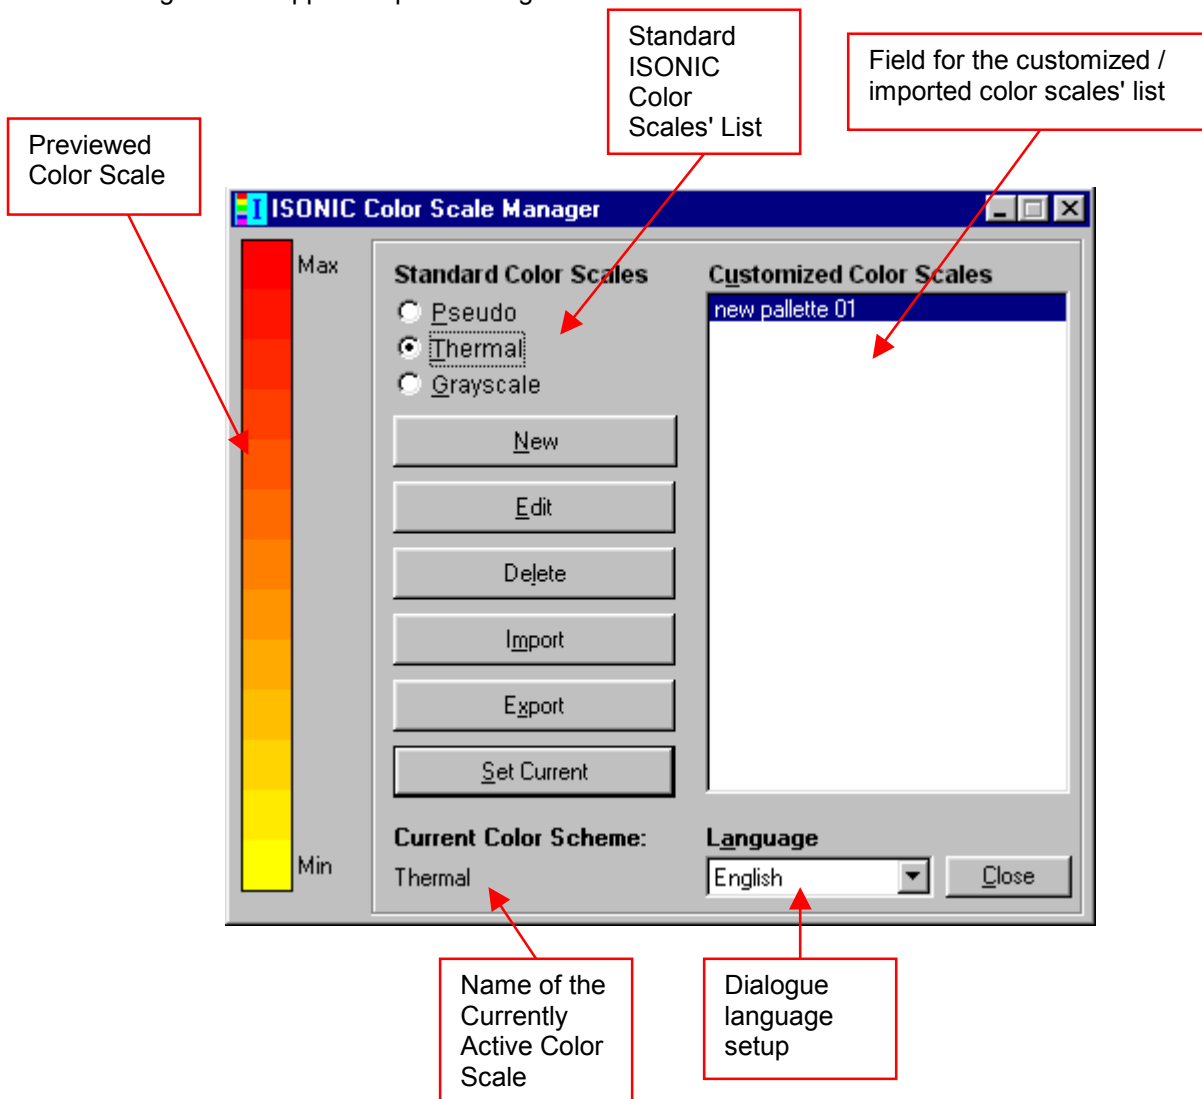 Standard
ISONIC
Color
Scales' List
Field for the customized /
imported color scales' list
Previewed
Color Scale
I ISONIC Color Scale Manager
Max
Standard Color Scales
Customized Color Scales
Pseudo
new pallette 01
Thermal
Grayscale
New
Edit
Delete
Import
Export
Set Current
Current Color Scheme:
Language
Min
Thermal
English
Close
Name of the
Currently
Active Color
Scale
Dialogue
language
setup